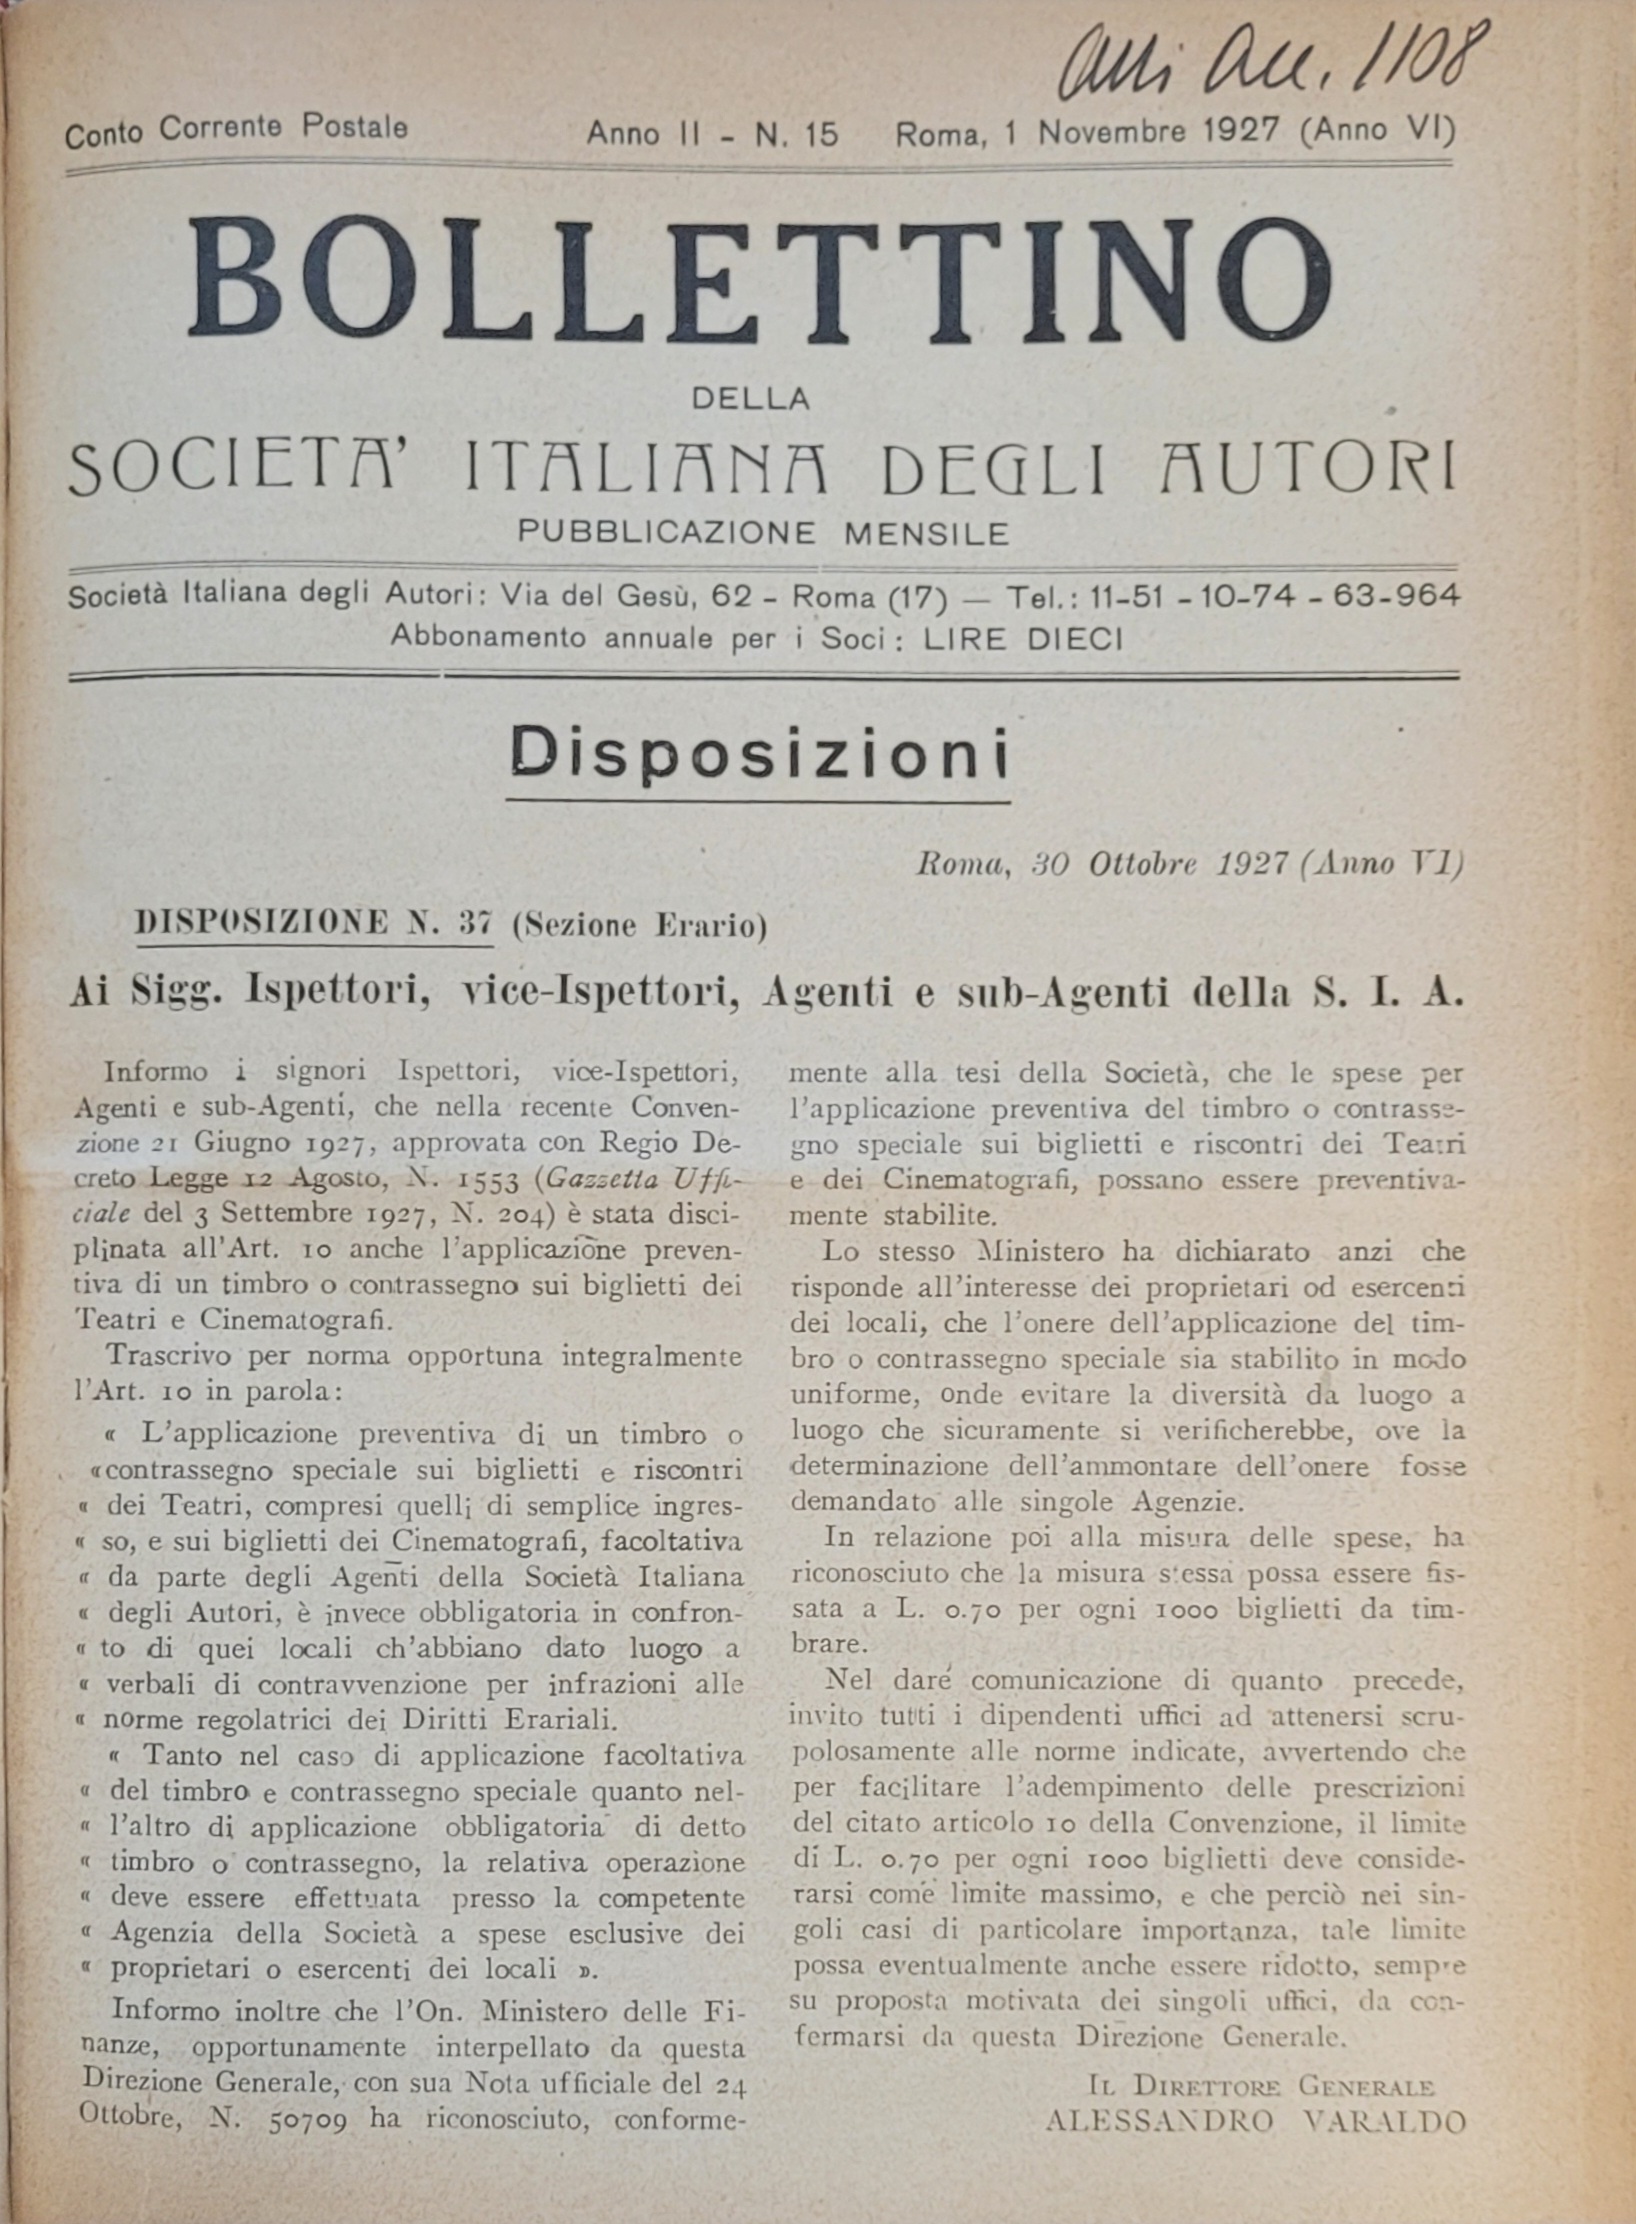 Atti Acc. 1108
Conto Corrente Postale Anno II - N. 15 Roma, 1 Novembre 1927 (Anno VI)
BOLLETTINO
DELLA
SOCIETA' ITALIANA DEGLI AUTORI
PUBBLICAZIONE MENSILE
Società Italiana degli Autori: Via del Gesù, 62 - Roma (17) — Tel.: 11-51 - 10-74 - 63-964
Abbonamento annuale per i Soci: LIRE DIECI
Disposizioni
Roma, 30 Ottobre 1927 (Anno VI)
DISPOSIZIONE N. 37 (Sezione Erario)
Ai Sigg. Ispettori, vice-Ispettori, Agenti e sub-Agenti della S. I. A.
Informo i signori Ispettori, vice-Ispettori,
Agenti e sub-Agenti, che nella recente Conven-
zione 21 Giugno 1927, approvata con Regio De-
creto Legge 12 Agosto, N. 1553 (Gazzetta Uffi-
ciale del 3 Settembre 1927, N. 204) è stata disci-
plinata all'Art. 10 anche l'applicazione preven-
tiva di un timbro o contrassegno sui biglietti dei
Teatri e Cinematografi.
Trascrivo per norma opportuna integralmente
l'Art. 10 in parola:
« L'applicazione preventiva di un timbro o
« contrassegno speciale sui biglietti e riscontri
« dei Teatri, compresi quelli di semplice ingres-
« so, e sui biglietti dei Cinematografi, facoltativa
« da parte degli Agenti della Società Italiana
« degli Autori, è invece obbligatoria in confron-
« to di quei locali ch'abbiano dato luogo a
« verbali di contravvenzione per infrazioni alle
« norme regolatrici dei Diritti Erariali.
« Tanto nel caso di applicazione facoltativa
« del timbro e contrassegno speciale quanto nel-
« l'altro di applicazione obbligatoria di detto
« timbro o contrassegno, la relativa operazione
« deve essere effettuata presso la competente
« Agenzia della Società a spese esclusive dei
« proprietari o esercenti dei locali ».
Informo inoltre che l'On. Ministero delle Fi-
nanze, opportunamente interpellato da questa
Direzione Generale, con sua Nota ufficiale del 24
Ottobre, N. 50709 ha riconosciuto, conforme-
mente alla tesi della Società, che le spese per
l'applicazione preventiva del timbro o contrasse-
gno speciale sui biglietti e riscontri dei Teatri
e dei Cinematografi, possano essere preventiva-
mente stabilite.
Lo stesso Ministero ha dichiarato anzi che
risponde all'interesse dei proprietari od esercenti
dei locali, che l'onere dell'applicazione del tim-
bro o contrassegno speciale sia stabilito in modo
uniforme, onde evitare la diversità da luogo a
luogo che sicuramente si verificherebbe, ove la
determinazione dell'ammontare dell'onere fosse
demandato alle singole Agenzie.
In relazione poi alla misura delle spese, ha
riconosciuto che la misura stessa possa essere fis-
sata a L. 0.70 per ogni 1000 biglietti da tim-
brare.
Nel dare comunicazione di quanto precede,
invito tutti i dipendenti uffici ad attenersi scru-
polosamente alle norme indicate, avvertendo che
per facilitare l'adempimento delle prescrizioni
del citato articolo 10 della Convenzione, il limite
di L. 0.70 per ogni 1000 biglietti deve conside-
rarsi come limite massimo, e che perciò nei sin-
goli casi di particolare importanza, tale limite
possa eventualmente anche essere ridotto, sempre
su proposta motivata dei singoli uffici, da con-
fermarsi da questa Direzione Generale.
IL DIRETTORE GENERALE
ALESSANDRO VARALDO